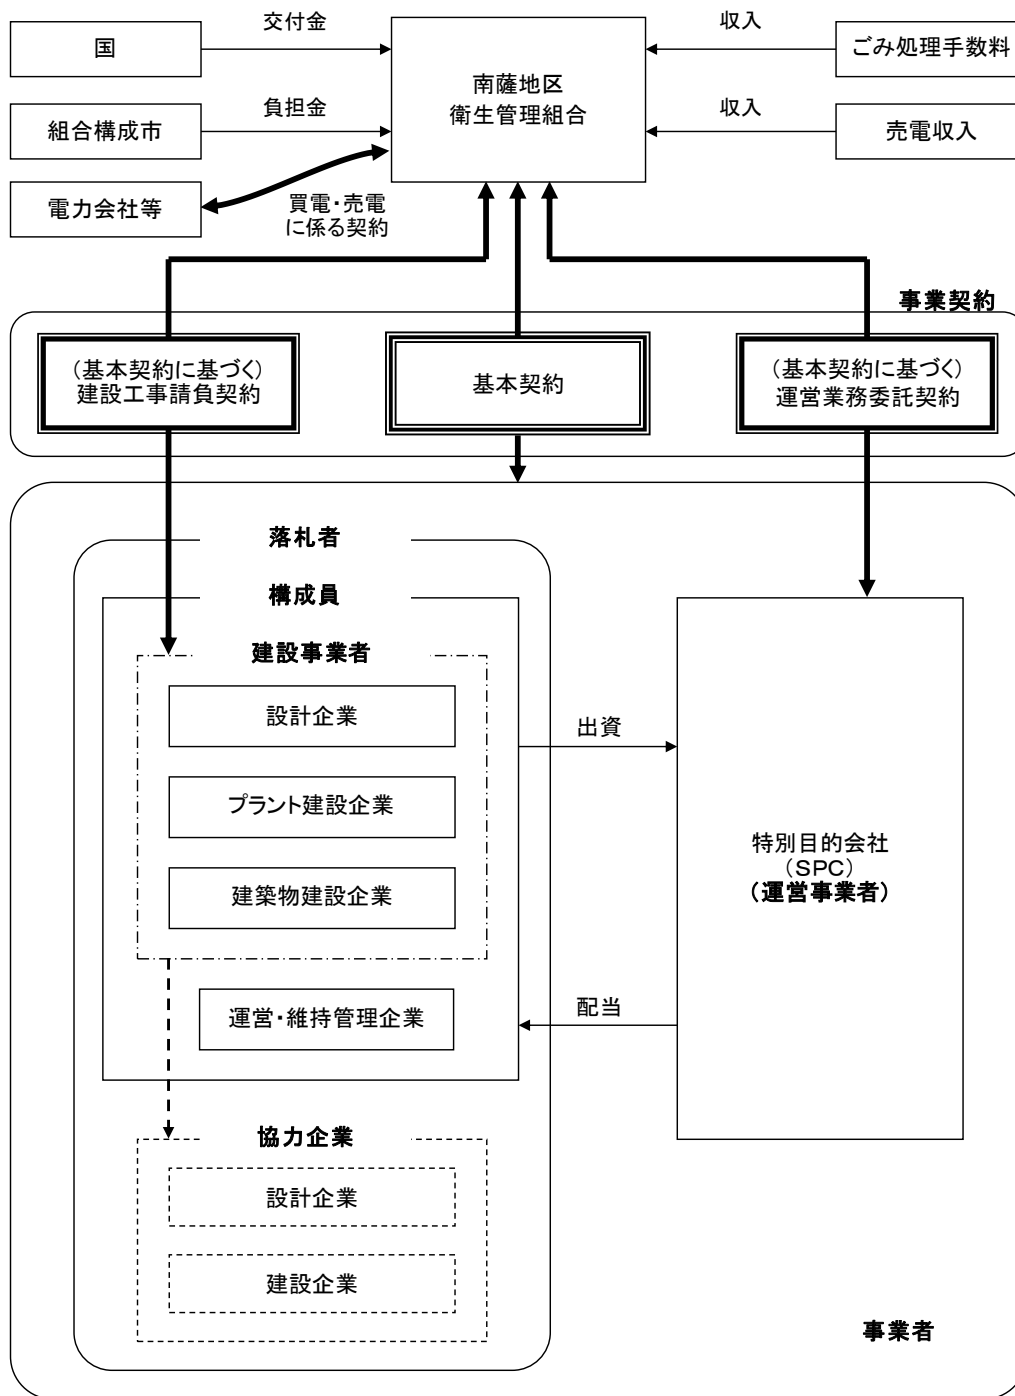 国
交付金
南薩地区
衛生管理組合
収入
ごみ処理手数料
組合構成市
負担金
収入
売電収入
電力会社等
買電・売電
に係る契約
事業契約
（基本契約に基づく）
建設工事請負契約
基本契約
（基本契約に基づく）
運営業務委託契約
落札者
構成員
建設事業者
設計企業
プラント建設企業
建築物建設企業
運営・維持管理企業
出資
配当
特別目的会社
（SPC）
（運営事業者）
協力企業
設計企業
建設企業
事業者